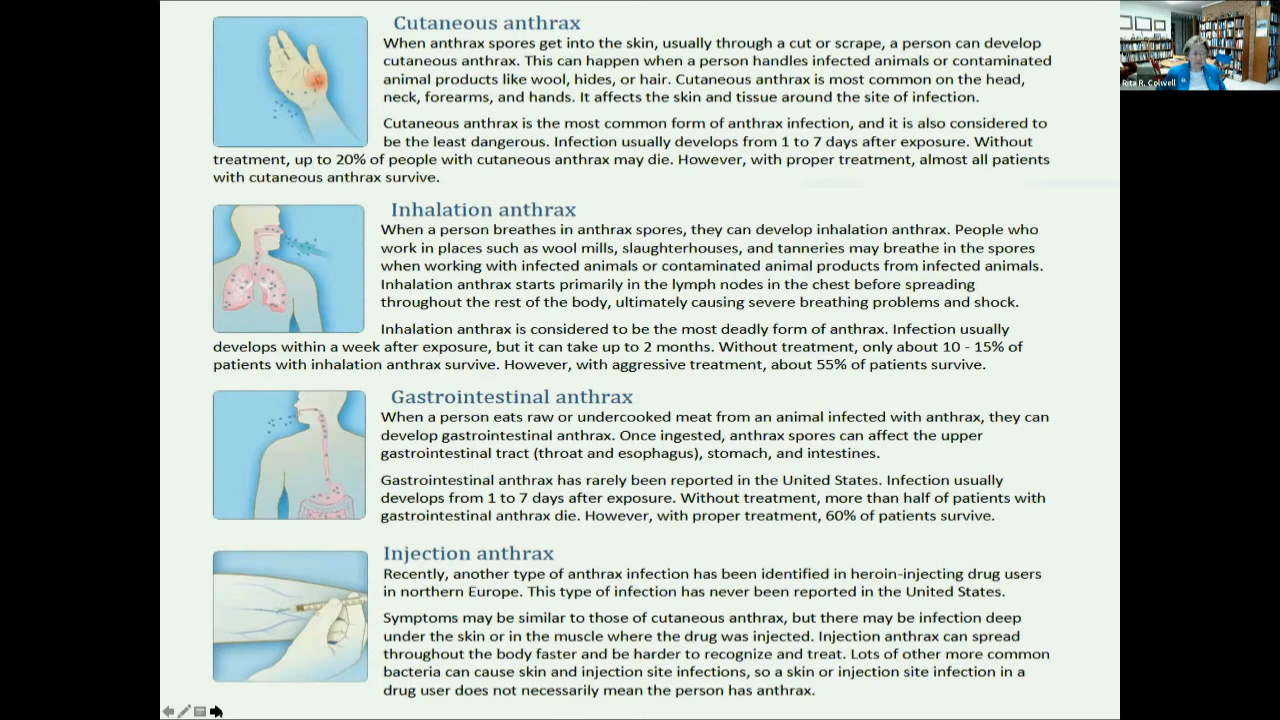 Cutaneous anthrax
When anthrax spores get into the skin, usually through a cut or scrape, a person can develop
cutaneous anthrax. This can happen when a person handles infected animals or contaminated
animal products like wool, hides, or hair. Cutaneous anthrax is most common on the head,
neck, forearms, and hands. It affects the skin and tissue around the site of infection.
Cutaneous anthrax is the most common form of anthrax infection, and it is also considered to
be the least dangerous. Infection usually develops from 1 to 7 days after exposure. Without
treatment, up to 20% of people with cutaneous anthrax may die. However, with proper treatment, almost all patients
with cutaneous anthrax survive.
Inhalation anthrax
When a person breathes in anthrax spores, they can develop inhalation anthrax. People who
work in places such as wool mills, slaughterhouses, and tanneries may breathe in the spores
when working with infected animals or contaminated animal products from infected animals.
Inhalation anthrax starts primarily in the lymph nodes in the chest before spreading
throughout the rest of the body, ultimately causing severe breathing problems and shock.
Inhalation anthrax is considered to be the most deadly form of anthrax. Infection usually
develops within a week after exposure, but it can take up to 2 months. Without treatment, only about 10 - 15% of
patients with inhalation anthrax survive. However, with aggressive treatment, about 55% of patients survive.
Gastrointestinal anthrax
When a person eats raw or undercooked meat from an animal infected with anthrax, they can
develop gastrointestinal anthrax. Once ingested, anthrax spores can affect the upper
gastrointestinal tract (throat and esophagus), stomach, and intestines.
Gastrointestinal anthrax has rarely been reported in the United States. Infection usually
develops from 1 to 7 days after exposure. Without treatment, more than half of patients with
gastrointestinal anthrax die. However, with proper treatment, 60% of patients survive.
Injection anthrax
Recently, another type of anthrax infection has been identified in heroin-injecting drug users
in northern Europe. This type of infection has never been reported in the United States.
Symptoms may be similar to those of cutaneous anthrax, but there may be infection deep
under the skin or in the muscle where the drug was injected. Injection anthrax can spread
throughout the body faster and be harder to recognize and treat. Lots of other more common
bacteria can cause skin and injection site infections, so a skin or injection site infection in a
drug user does not necessarily mean the person has anthrax.
Rita R. Colwell